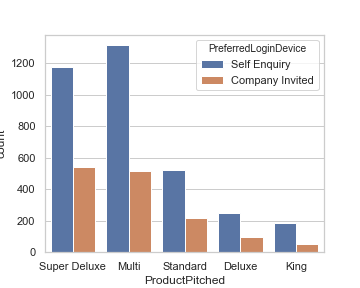 PreferredLoginDevice
Self Enquiry
Company Invited
1200
1000
800
600
400
200
0
count
Super Deluxe Multi Standard Deluxe King
ProductPitched